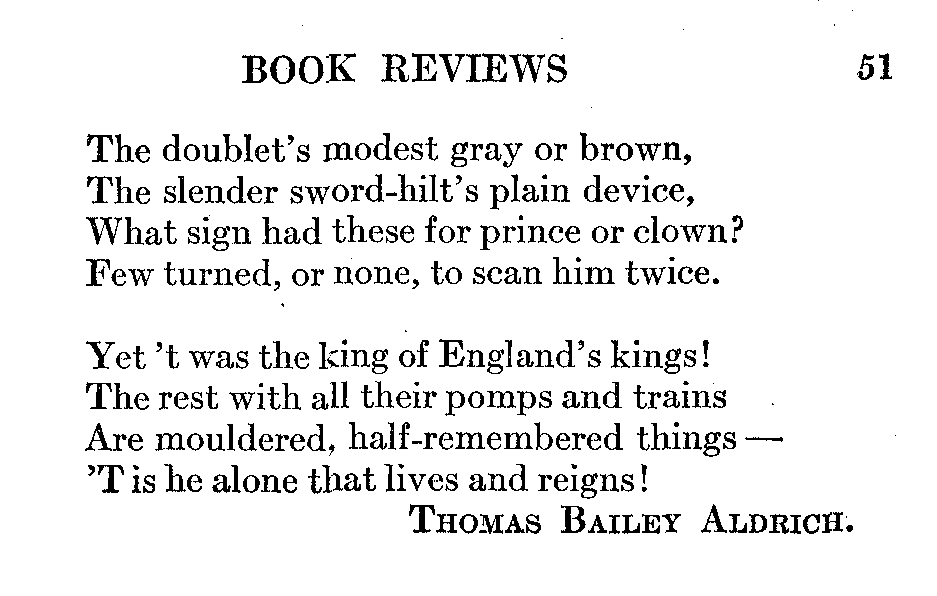 BOOK REVIEWS 51
The doublet's modest gray or brown,
The slender sword-hilt's plain device,
What sign had these for prince or clown?
Few turned, or none, to scan him twice.
Yet 't was the king of England's kings!
The rest with all their pomps and trains
Are mouldered, half-remembered things —
'T is he alone that lives and reigns!
THOMAS BAILEY ALDRICH.